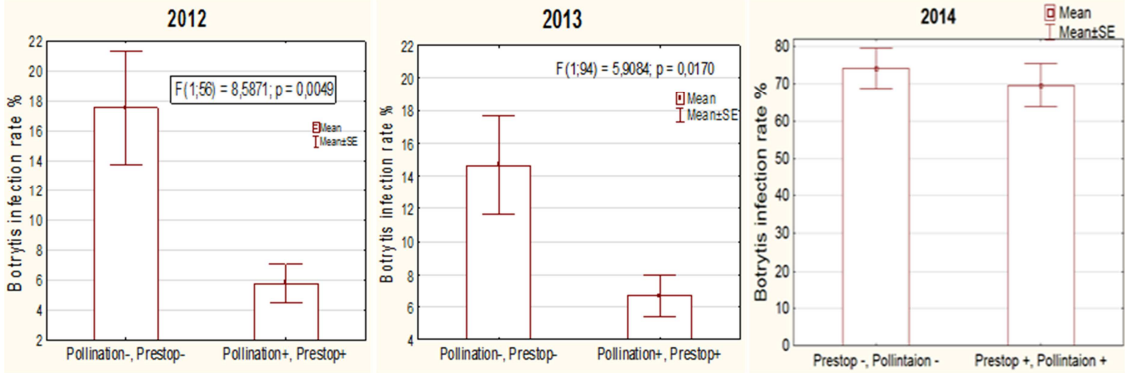 2012
Botrytis infection rate %
22
20
18
16
14
12
10
8
6
4
2
F(1;56) = 8,5871; p = 0,0049
Mean
Mean±SE
Pollination-, Prestop-
Pollination+, Prestop+
2013
Botrytis infection rate %
22
20
18
16
14
12
10
8
6
4
F(1;94) = 5,9084; p = 0,0170
Mean
Mean±SE
Pollination-, Prestop-
Pollination+, Prestop+
2014
Mean
Mean±SE
Botrytis infection rate %
80
70
60
50
40
30
20
10
0
Prestop -, Pollintaion -
Prestop +, Pollintaion +